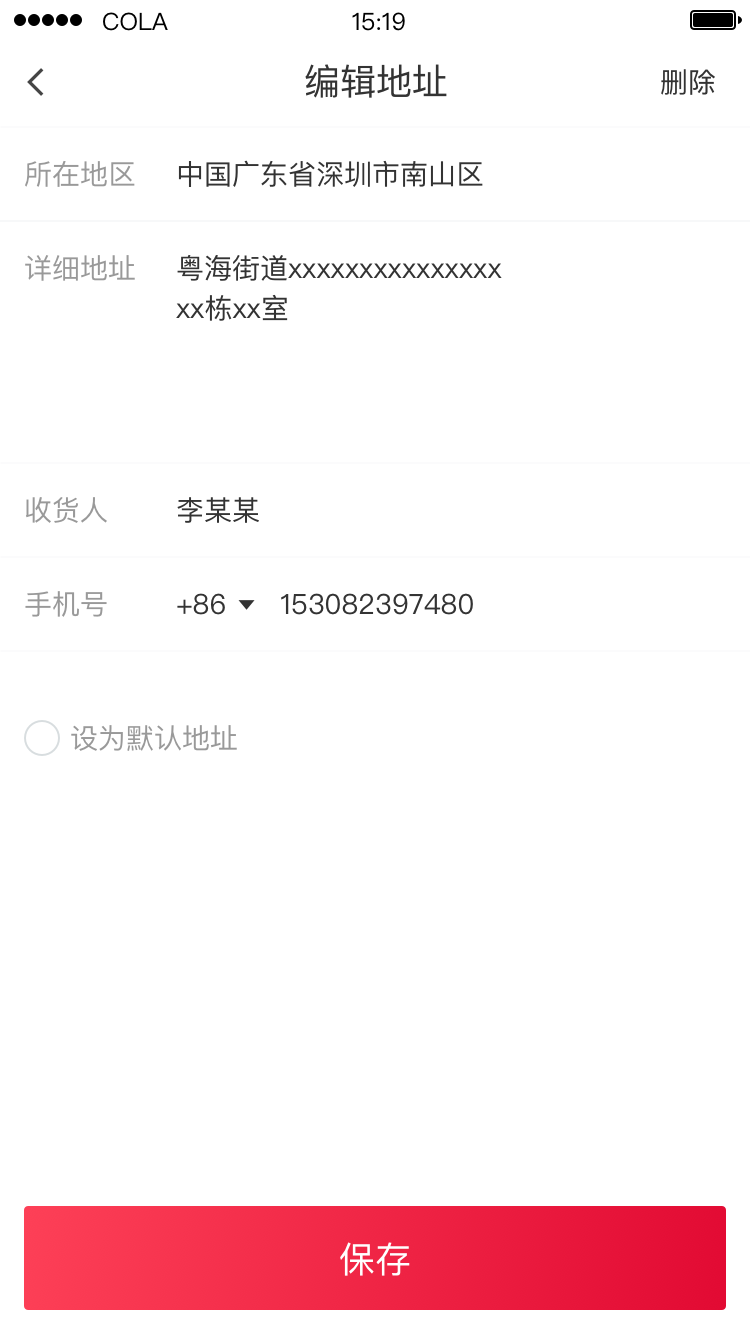 COLA 15:19
编辑地址 删除
所在地区 中国广东省深圳市南山区
详细地址 粤海街道xxxxxxxxxxxxxxx
xx栋xx室
收货人 李某某
手机号 +86 153082397480
设为默认地址
保存